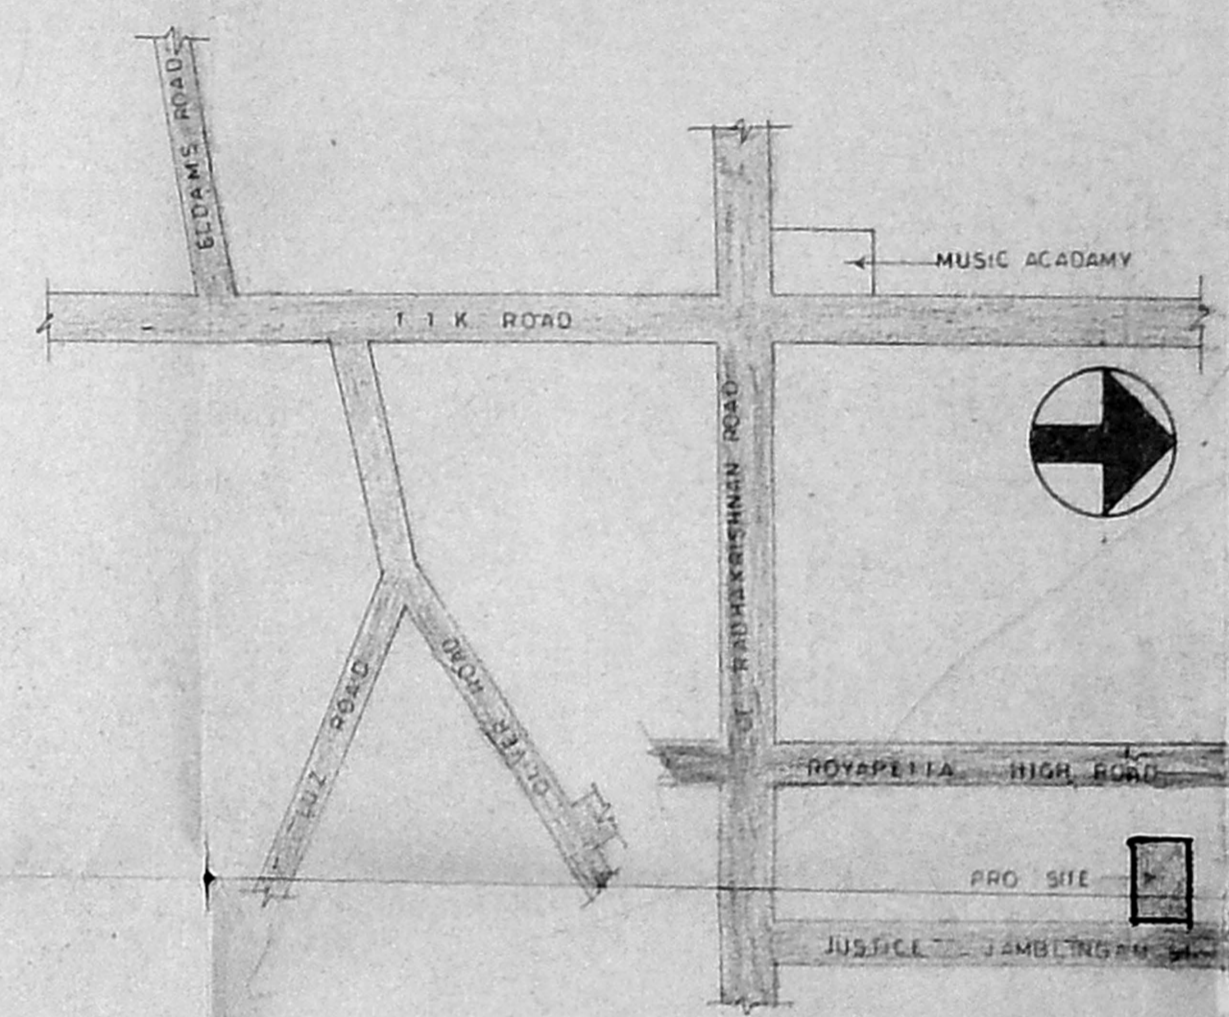 ELDAMS ROAD
MUSIC ACADAMY
T T K ROAD
RADHAKRISHNAN ROAD
LUZ ROAD
OLIVER ROAD
ROYAPETTA HIGH ROAD
PRO SITE
JUSTICE JAMBLINGAM